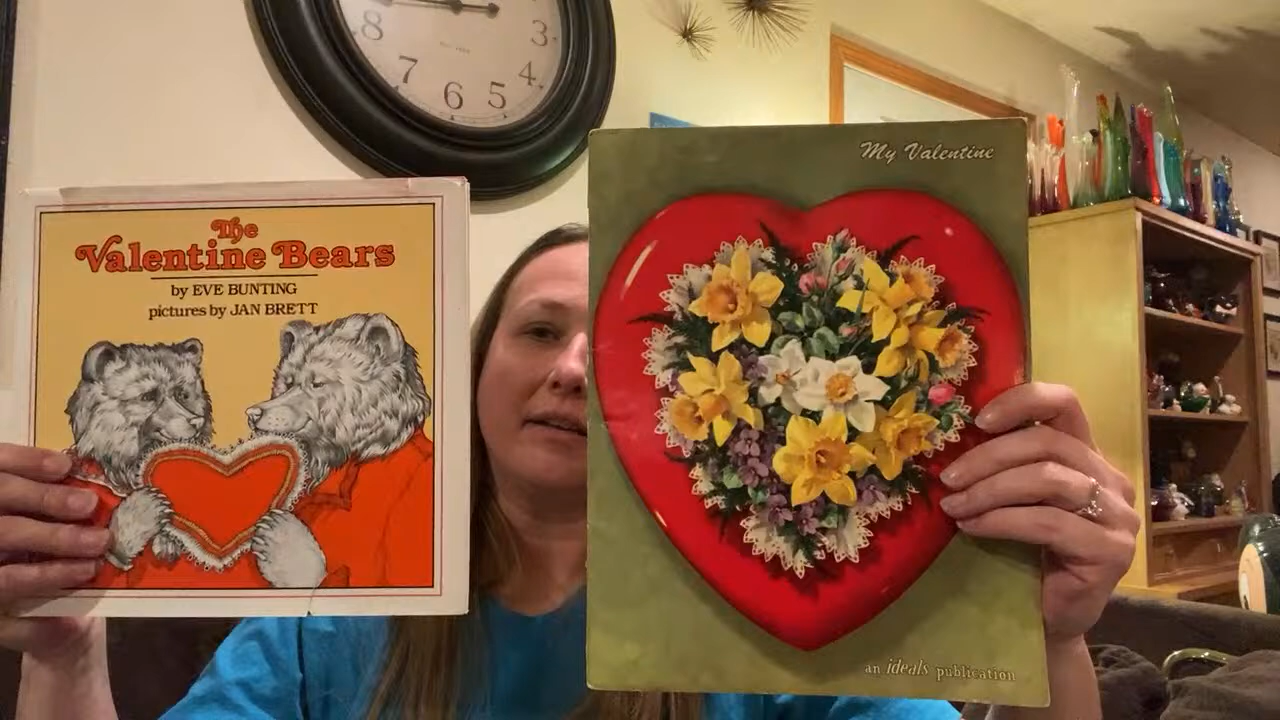 8
7
6
5
4
3
The
Valentine Bears
by EVE BUNTING
pictures by JAN BRETT
My Valentine
an ideals publication